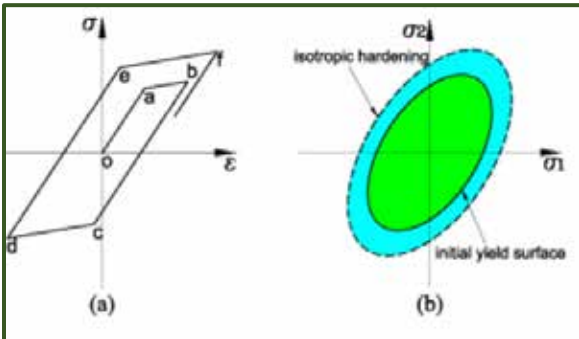 σ
σ2
isotropic hardening
e
f
a
b
o
ε
σ1
c
d
initial yield surface
(a)
(b)